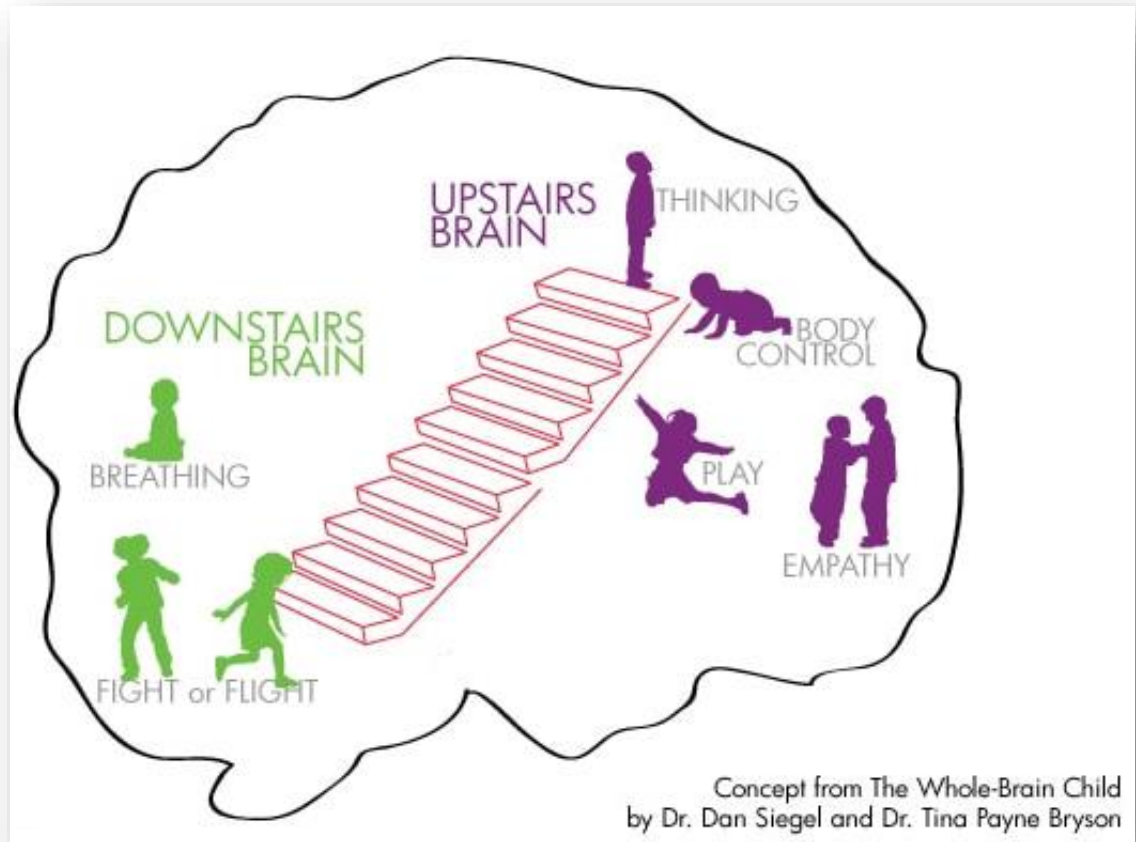 UPSTAIRS
BRAIN
THINKING
BODY
CONTROL
PLAY
EMPATHY
DOWNSTAIRS
BRAIN
BREATHING
FIGHT or FLIGHT
Concept from The Whole-Brain Child
by Dr. Dan Siegel and Dr. Tina Payne Bryson